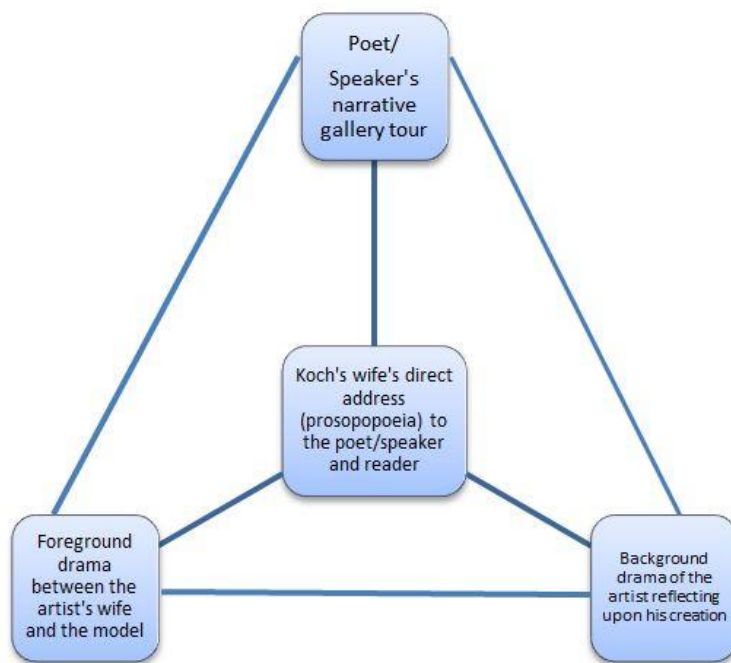 Poet/
Speaker's
narrative
gallery tour
Koch's wife's direct
address
(prosopopoeia) to
the poet/speaker
and reader
Foreground
drama
between the
artist's wife
and the model
Background
drama of the
artist reflecting
upon his creation